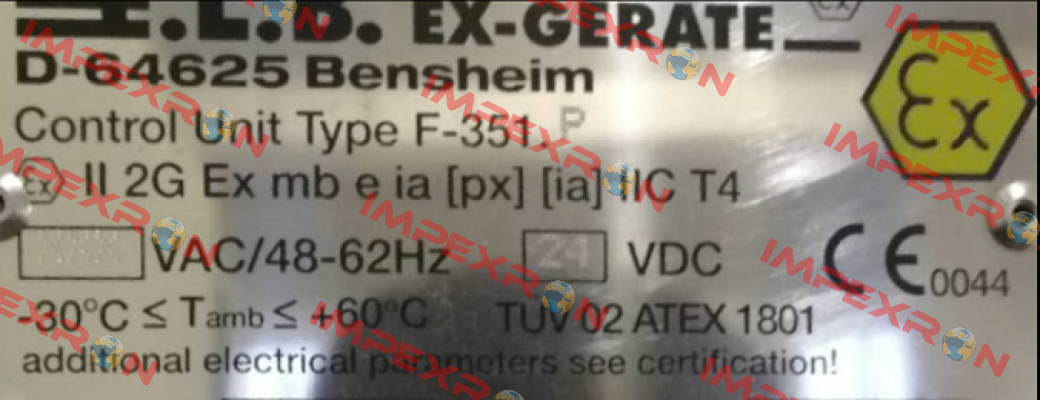 .L.B. EX-GERÄTE
D-64625 Bensheim
Control Unit Type F-351 P
Ex II 2G Ex mb e ia [px] [ia] IIC T4
VAC/48-62Hz 24 VDC
CE 0044
-30°C ≤ Tamb ≤ +60°C TÜV 02 ATEX 1801
additional electrical parameters see certification!
Ex
IMPEXRON